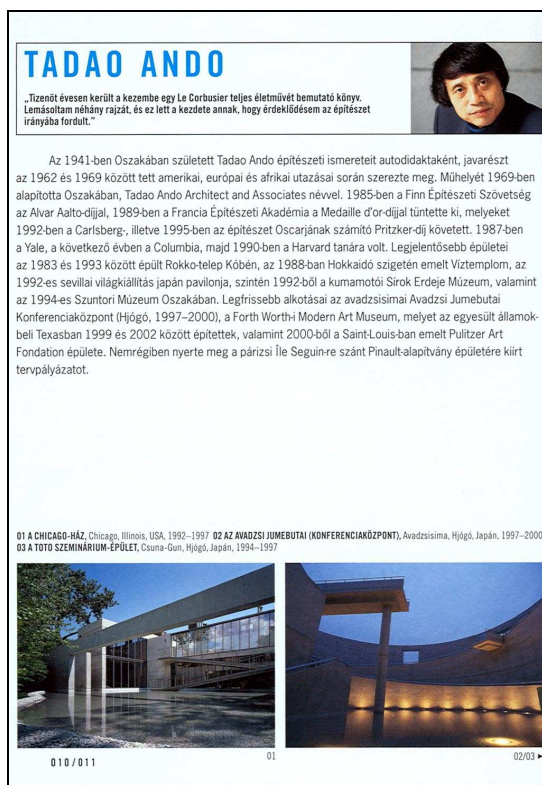 TADAO ANDO
„Tizenöt évesen került a kezembe egy Le Corbusier teljes életművét bemutató könyv.
Lemásoltam néhány rajzát, és ez lett a kezdete annak, hogy érdeklődésem az építészet
irányába fordult.”
Az 1941-ben Oszakában született Tadao Ando építészeti ismereteit autodidaktaként, javarészt
az 1962 és 1969 között tett amerikai, európai és afrikai utazásai során szerezte meg. Műhelyét 1969-ben
alapította Oszakában, Tadao Ando Architect and Associates névvel. 1985-ben a Finn Építészeti Szövetség
az Alvar Aalto-díjjal, 1989-ben a Francia Építészeti Akadémia a Medaille d'or-díjjal tüntette ki, melyeket
1992-ben a Carlsberg-, illetve 1995-ben az építészet Oscarjának számító Pritzker-díj követett. 1987-ben
a Yale, a következő évben a Columbia, majd 1990-ben a Harvard tanára volt. Legjelentősebb épületei
az 1983 és 1993 között épült Rokko-telep Kóbén, az 1988-ban Hokkaidó szigetén emelt Víztemplom, az
1992-es sevillai világkiállítás japán pavilonja, szintén 1992-ből a kumamotói Sírok Erdeje Múzeum, valamint
az 1994-es Szuntori Múzeum Oszakában. Legfrissebb alkotásai az avadzsisimai Avadzsi Jumebutai
Konferenciaközpont (Hjógó, 1997–2000), a Forth Worth-i Modern Art Museum, melyet az egyesült államok-
beli Texasban 1999 és 2002 között építettek, valamint 2000-ből a Saint-Louis-ban emelt Pulitzer Art
Fondation épülete. Nemrégiben nyerte meg a párizsi Île Seguin-re szánt Pinault-alapítvány épületére kiírt
tervpályázatot.
01 A CHICAGO-HÁZ, Chicago, Illinois, USA, 1992–1997 02 AZ AVADZSI JUMEBUTAI (KONFERENCIAKÖZPONT), Avadzsisima, Hjógó, Japán, 1997–2000
03 A TOTO SZEMINÁRIUM-ÉPÜLET, Csuna-Gun, Hjógó, Japán, 1994–1997
01
02/03 ►
010/011